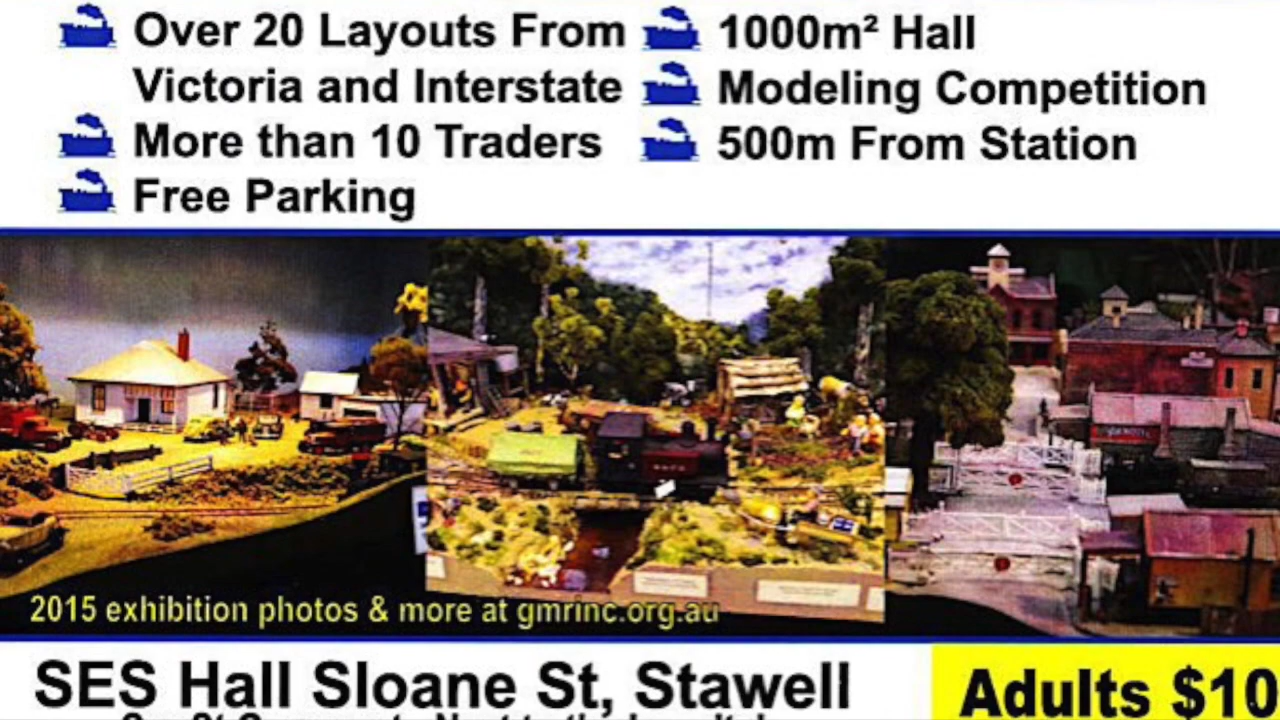 Over 20 Layouts From
Victoria and Interstate
More than 10 Traders
Free Parking
1000m² Hall
Modeling Competition
500m From Station
2015 exhibition photos & more at gmrinc.org.au
SES Hall Sloane St, Stawell
Adults $10